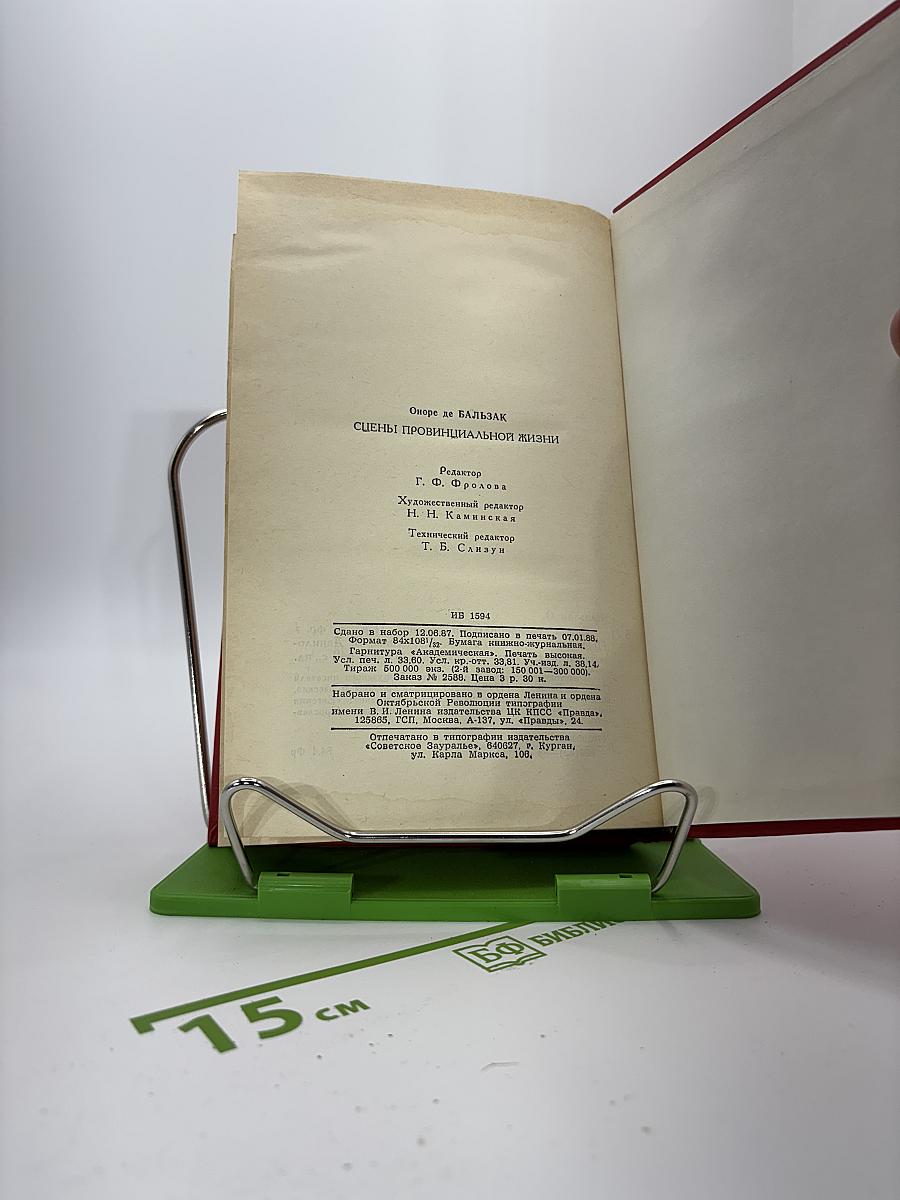 Оноре де БАЛЬЗАК
СЦЕНЫ ПРОВИНЦИАЛЬНОЙ ЖИЗНИ
Редактор
Г. Ф. Фролова
Художественный редактор
Н. Н. Каминская
Технический редактор
Т. Б. Слизун
ИБ 1594
Сдано в набор 12.06.87. Подписано в печать 07.01.88.
Формат 84х108¹/₃₂. Бумага книжно-журнальная.
Гарнитура «Академическая». Печать высокая.
Усл. печ. л. 33,60. Усл. кр.-отт. 33,81. Уч.-изд. л. 38,14.
Тираж 500 000 экз. (2-й завод: 150 001—300 000).
Заказ № 2588. Цена 3 р. 30 к.
Набрано и сматрицировано в ордена Ленина и ордена
Октябрьской Революции типографии
имени В. И. Ленина издательства ЦК КПСС «Правда»,
125865, ГСП, Москва, А-137, ул. «Правды», 24.
Отпечатано в типографии издательства
«Советское Зауралье», 640627, г. Курган,
ул. Карла Маркса, 106.
БФ
15 см